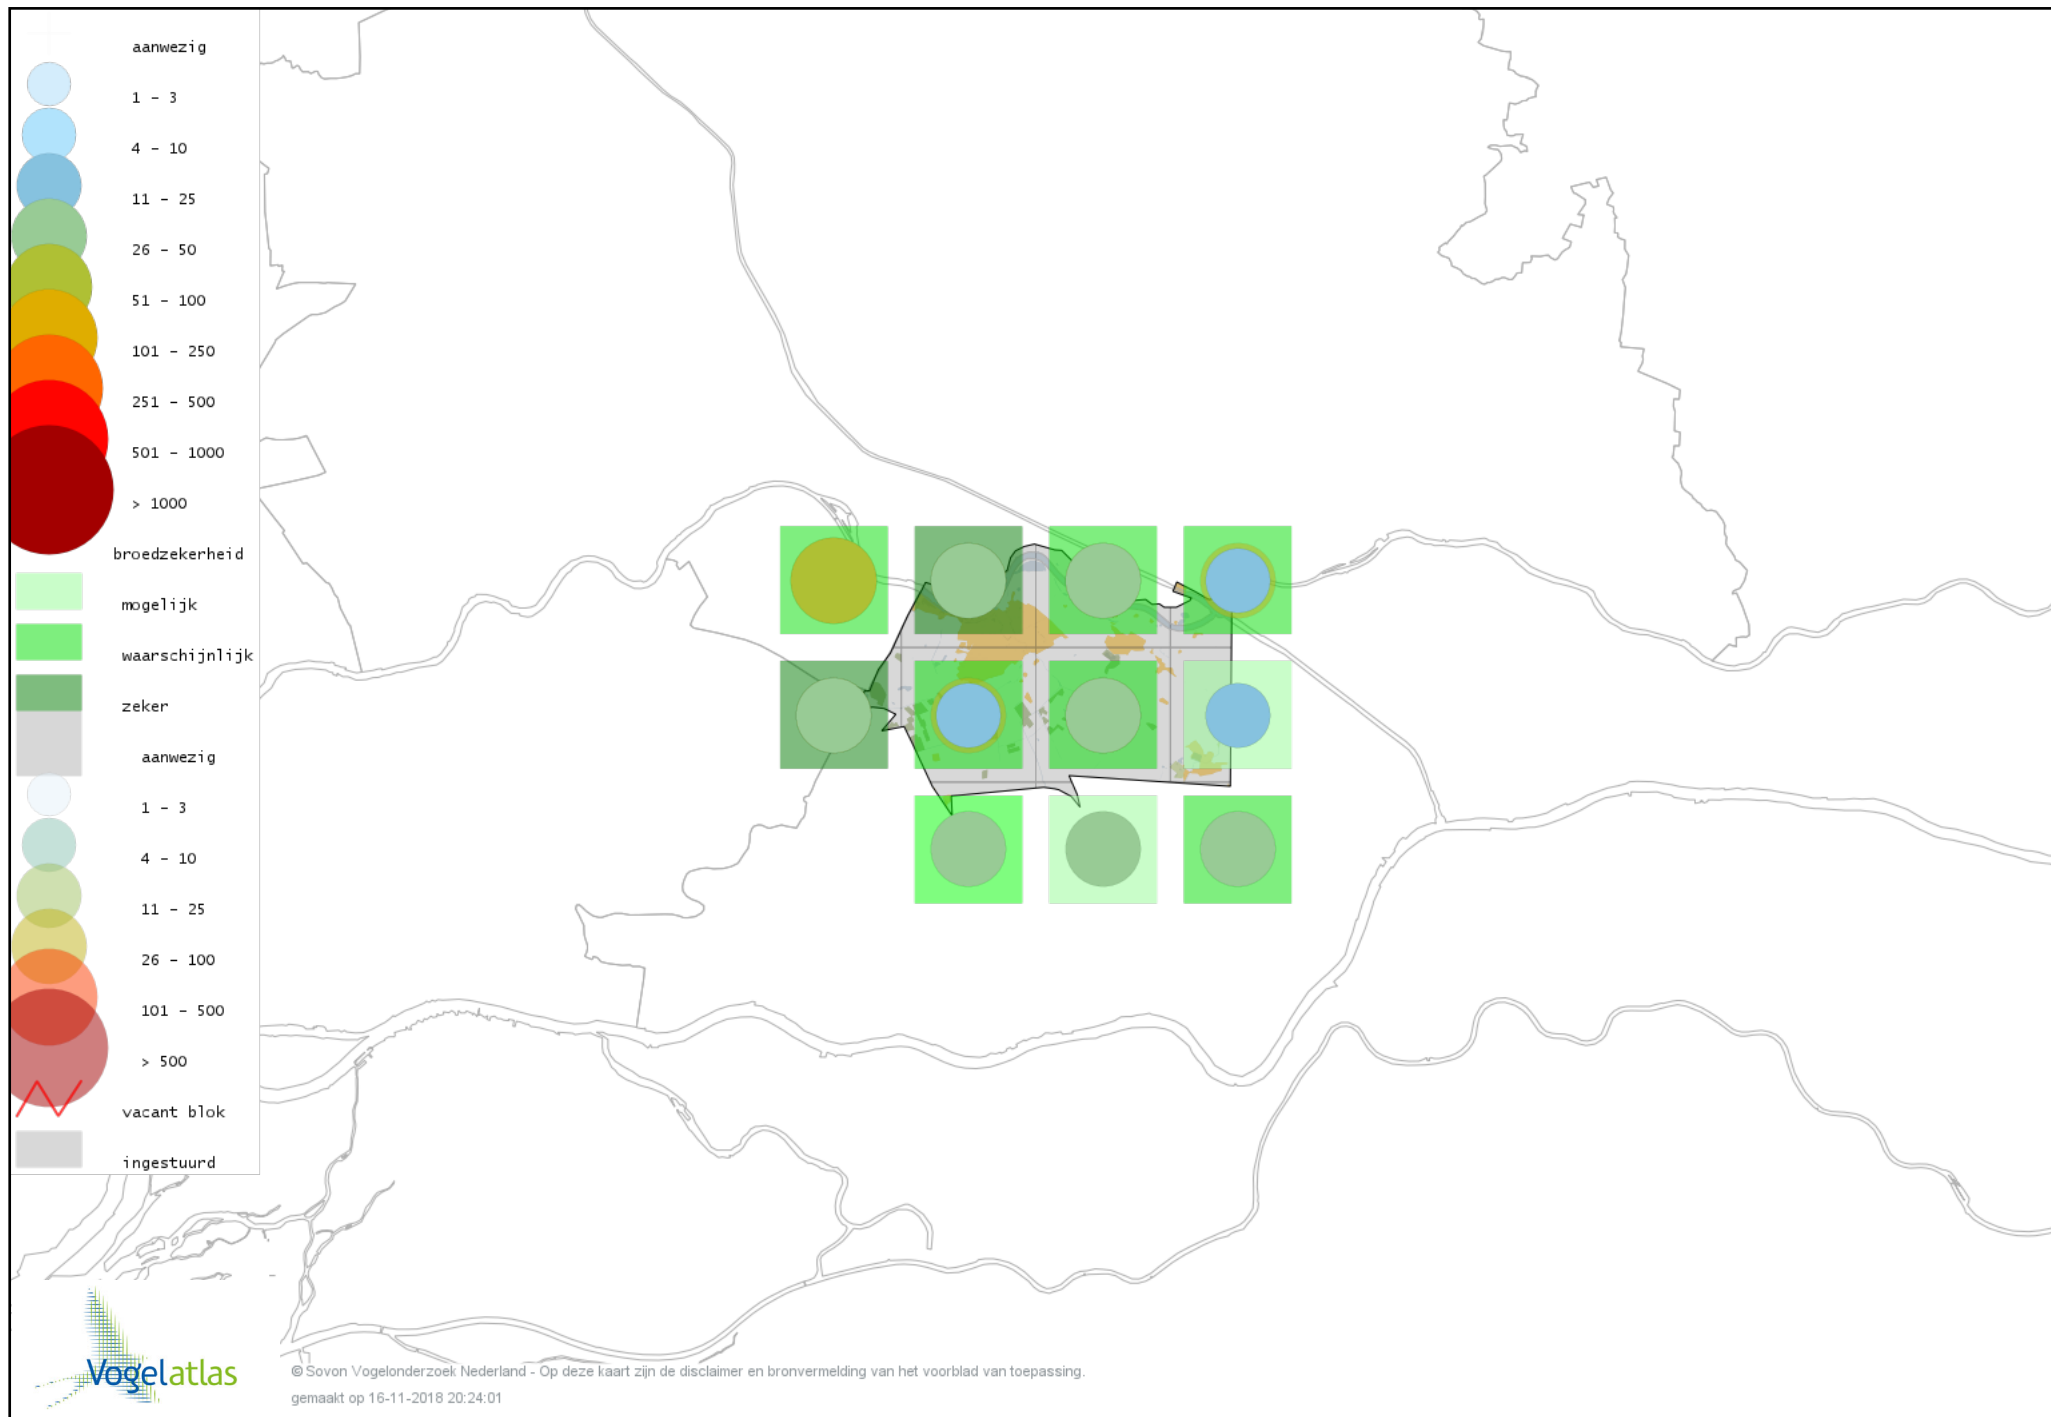 aanwezig
1 - 3
4 - 10
11 - 25
26 - 50
51 - 100
101 - 250
251 - 500
501 - 1000
> 1000
broedzekerheid
mogelijk
waarschijnlijk
zeker
aanwezig
1 - 3
4 - 10
11 - 25
26 - 100
101 - 500
> 500
vacant blok
ingestuurd
Vogelatlas
© Sovon Vogelonderzoek Nederland - Op deze kaart zijn de disclaimer en bronvermelding van het voorblad van toepassing.
gemaakt op 16-11-2018 20:24:01